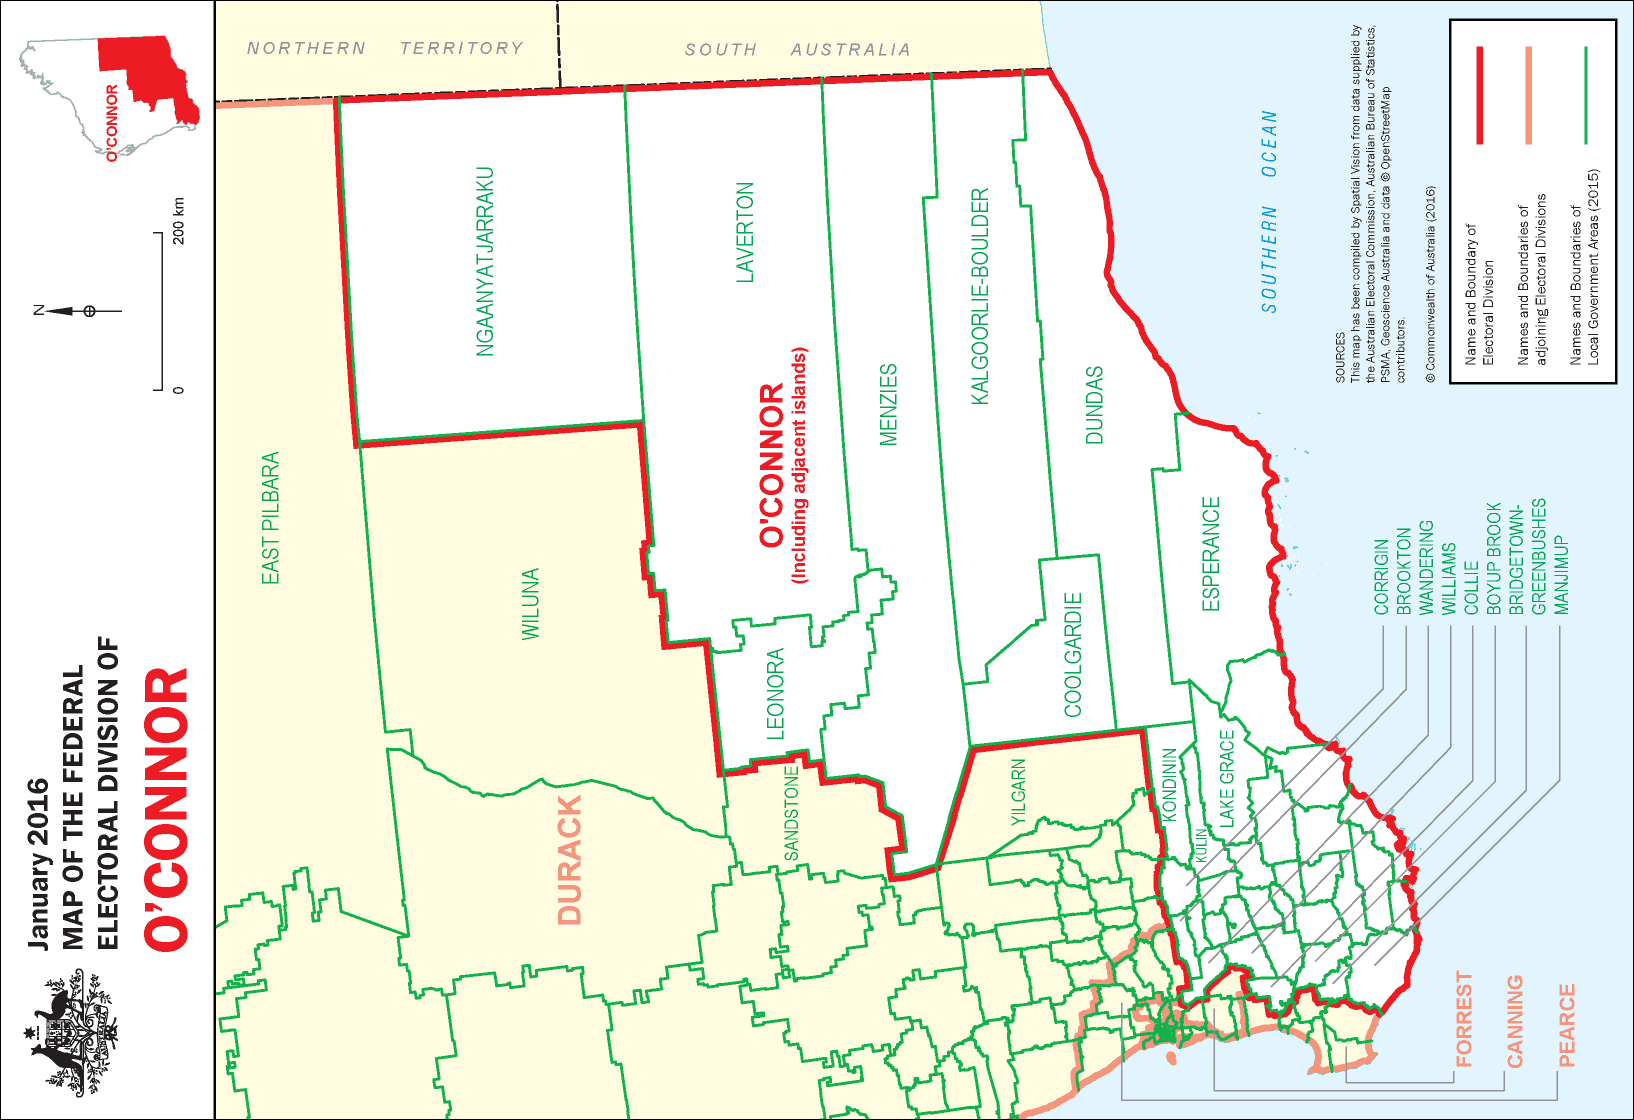 January 2016
MAP OF THE FEDERAL
ELECTORAL DIVISION OF
O'CONNOR
N
0
200 km
O'CONNOR
NORTHERN TERRITORY
SOUTH AUSTRALIA
EAST PILBARA
NGAANYATJARRAKU
WILUNA
LAVERTON
DURACK
O'CONNOR
(Including adjacent islands)
LEONORA
SANDSTONE
MENZIES
KALGOORLIE-BOULDER
YILGARN
COOLGARDIE
DUNDAS
KONDININ
KULIN
LAKE GRACE
ESPERANCE
SOUTHERN OCEAN
CORRIGIN
BROOKTON
WANDERING
WILLIAMS
COLLIE
BOYUP BROOK
BRIDGETOWN-
GREENBUSHES
MANJIMUP
FORREST
CANNING
PEARCE
SOURCES
This map has been compiled by Spatial Vision from data supplied by
the Australian Electoral Commission, Australian Bureau of Statistics,
PSMA, Geoscience Australia and data © OpenStreetMap
contributors.
© Commonwealth of Australia (2016)
Name and Boundary of
Electoral Division
Names and Boundaries of
adjoining Electoral Divisions
Names and Boundaries of
Local Government Areas (2015)